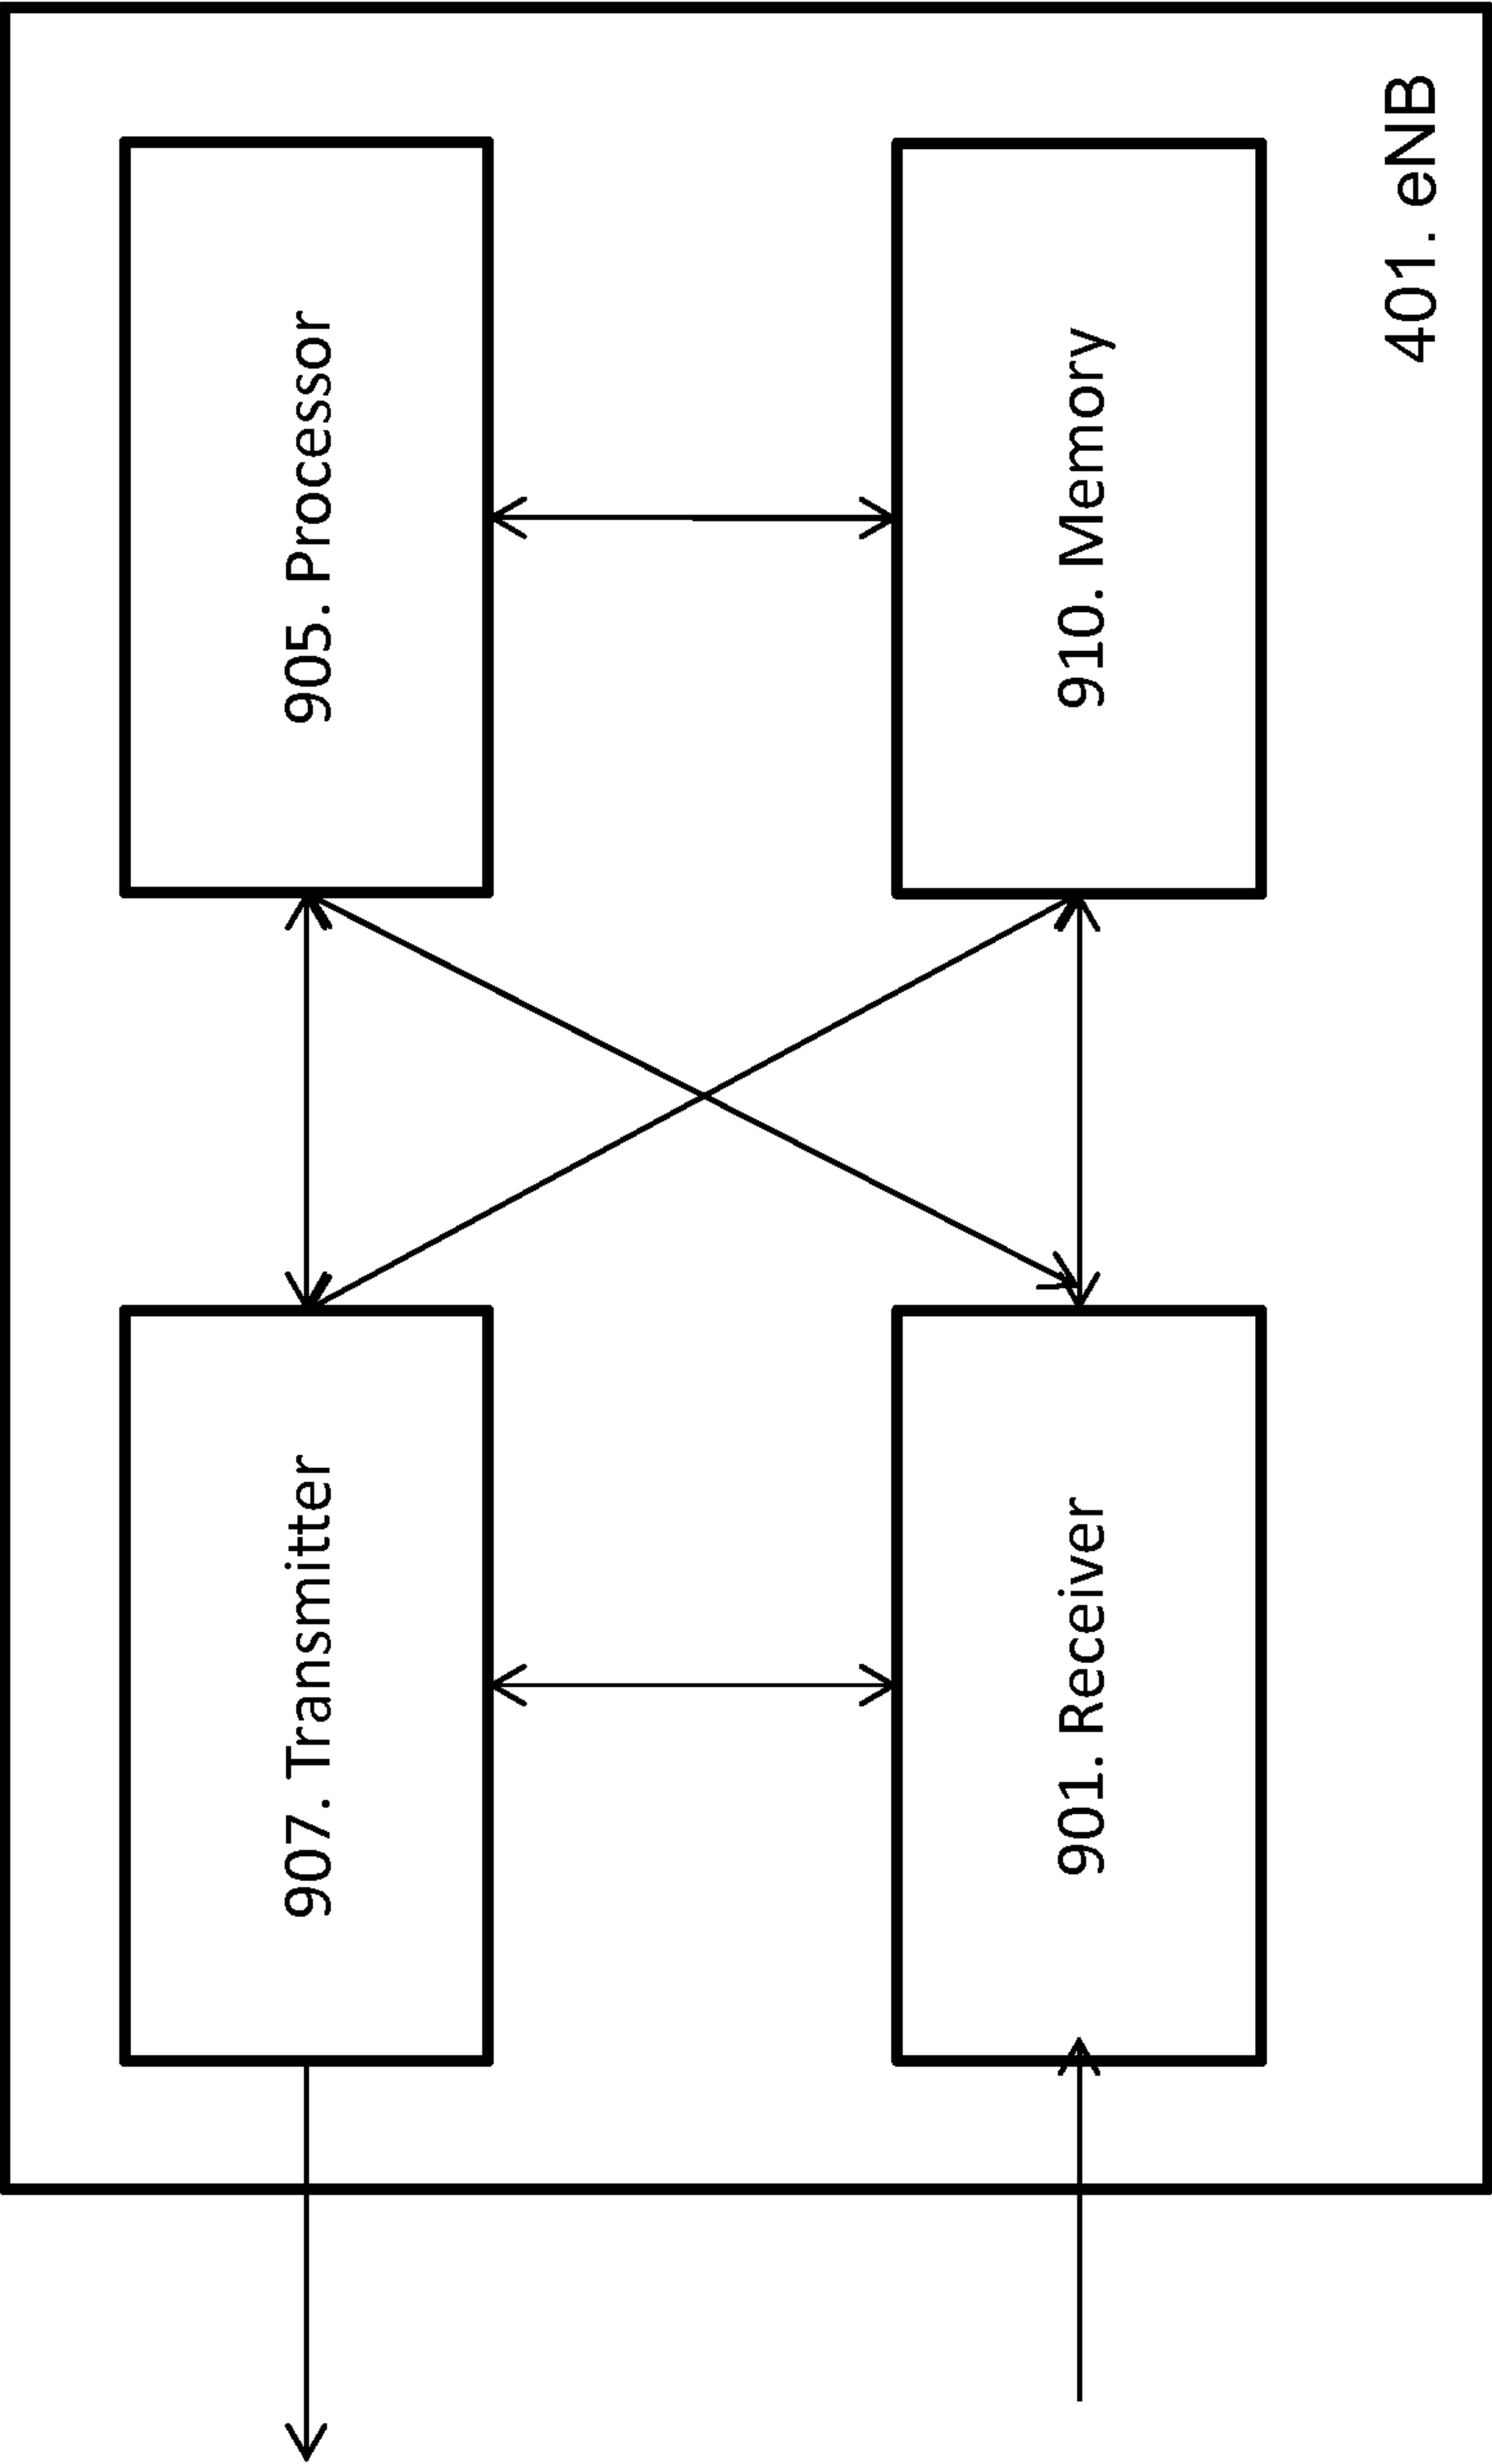 907. Transmitter
905. Processor
901. Receiver
910. Memory
401. eNB